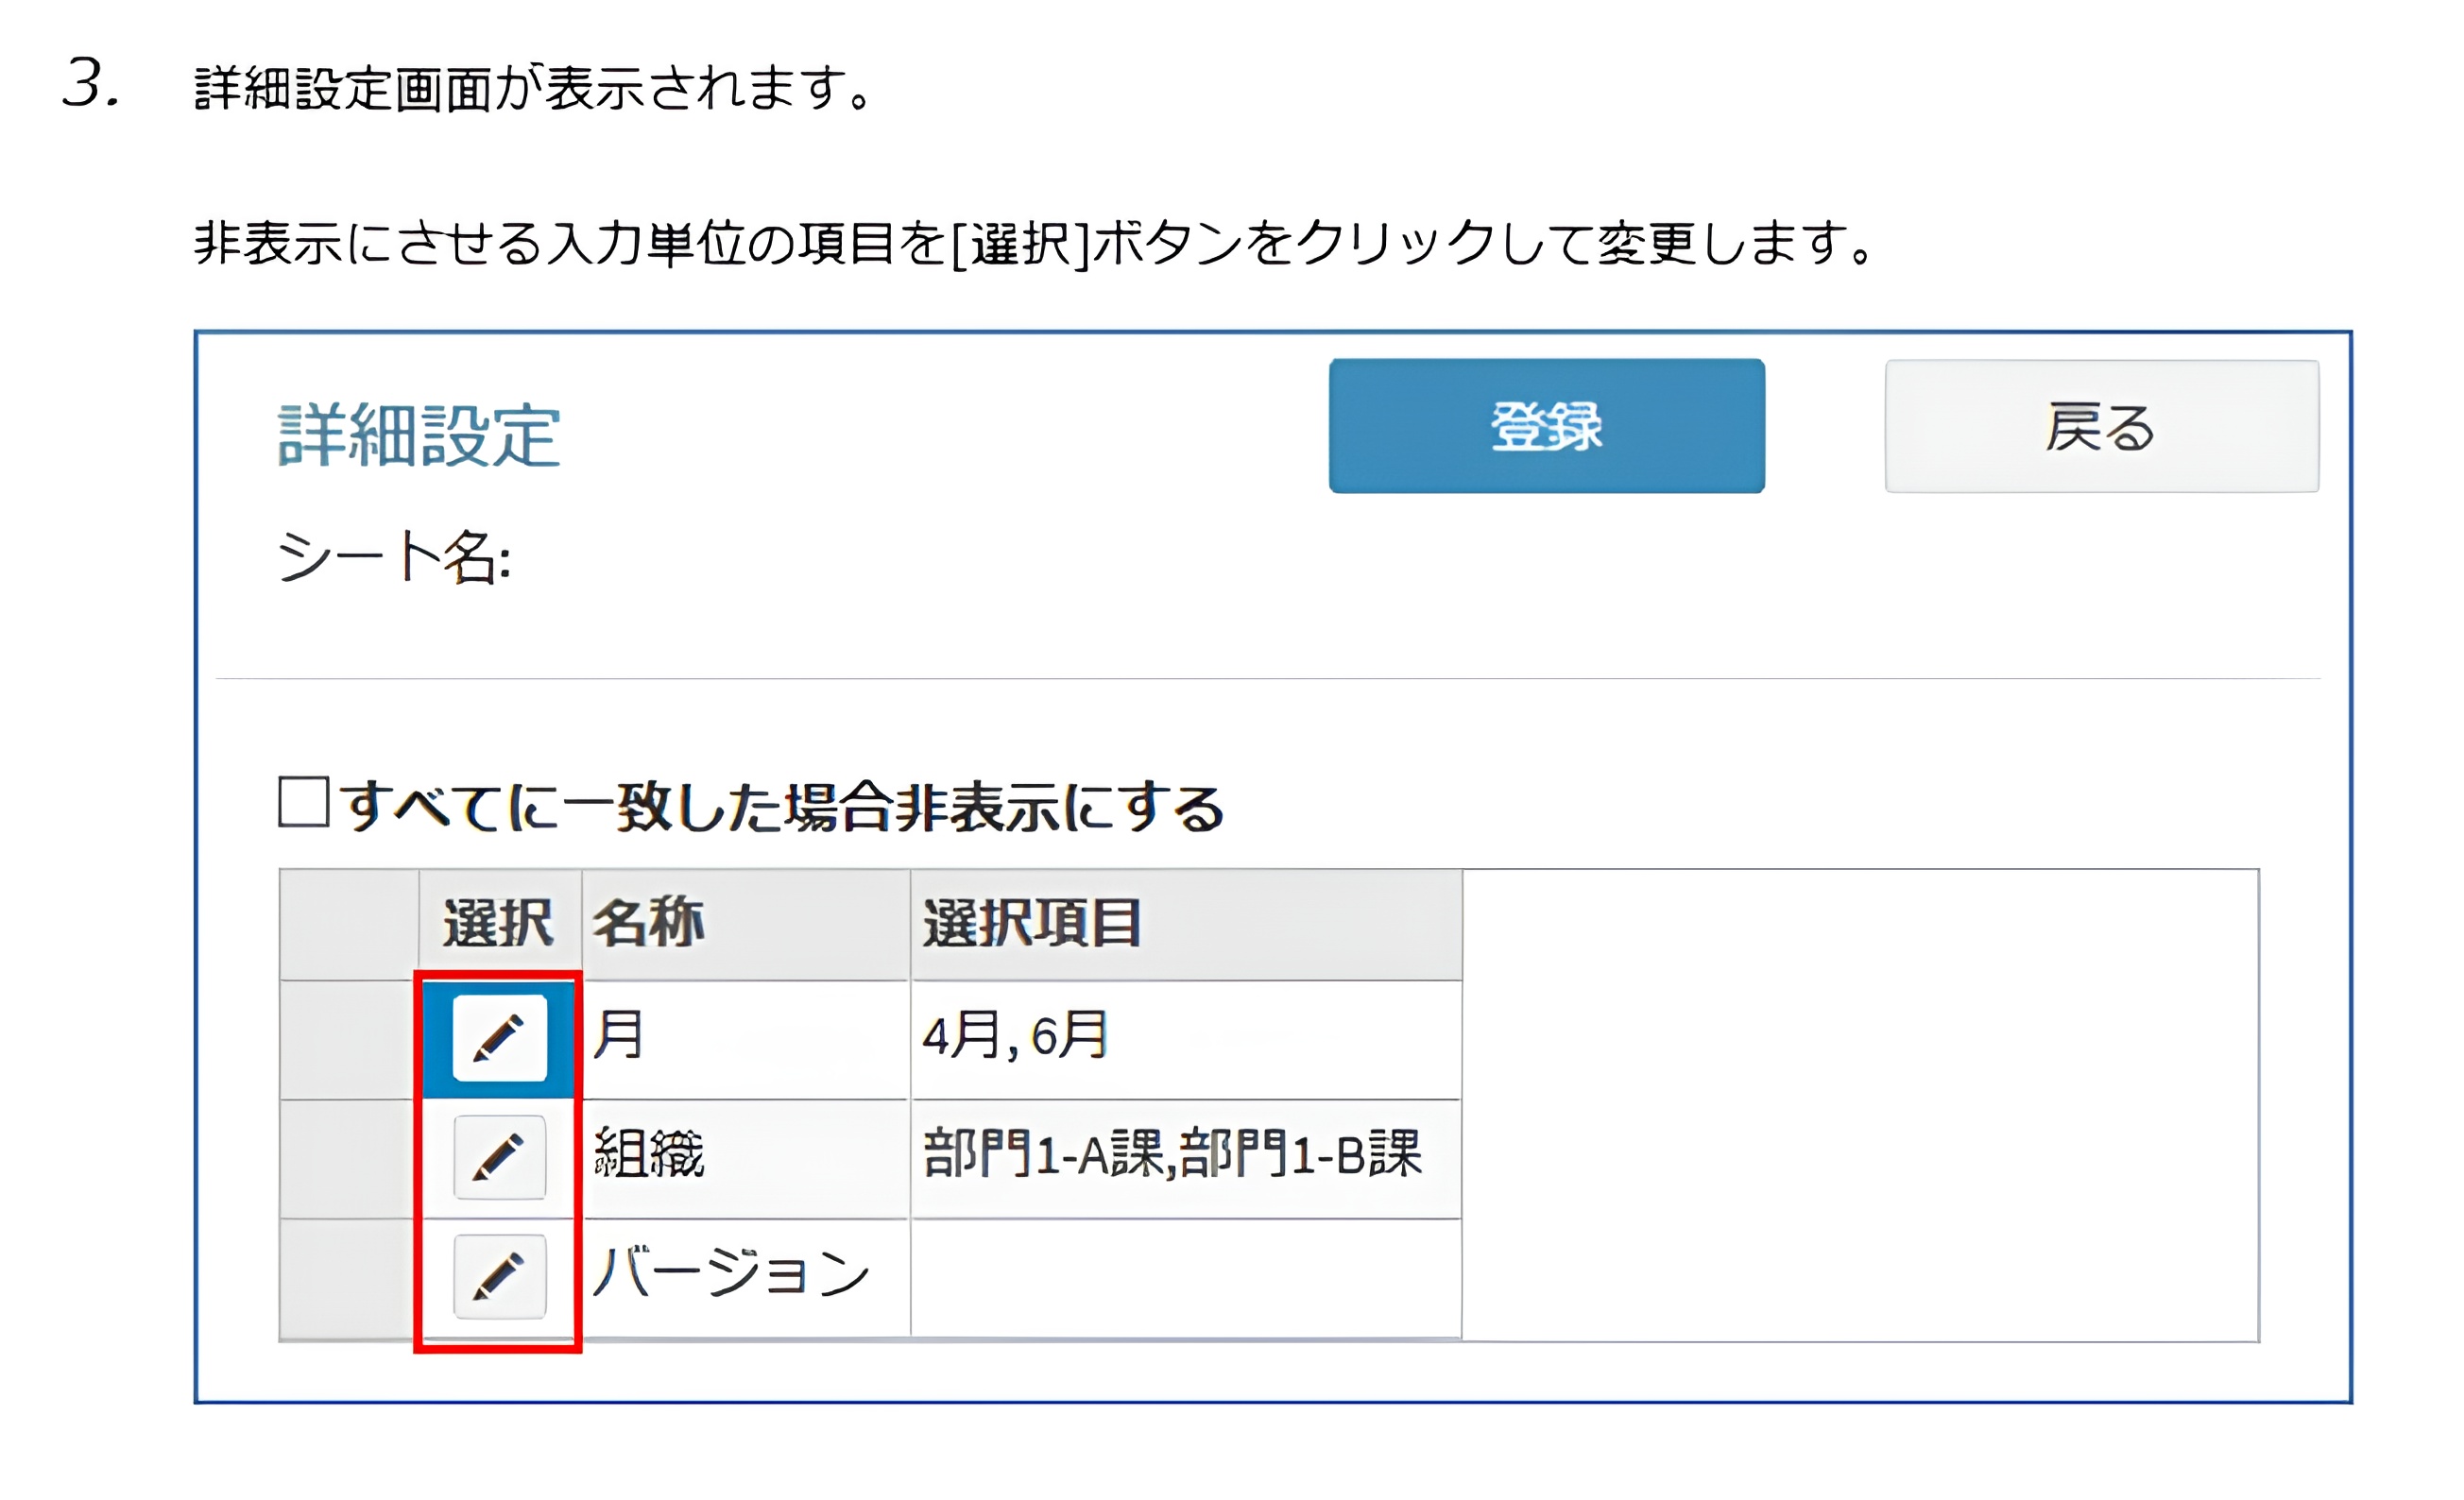 3. 詳細設定画面が表示されます。
非表示にさせる入力単位の項目を[選択]ボタンをクリックして変更します。
詳細設定 登録 戻る
シート名:
すべてに一致した場合非表示にする
選択 名称 選択項目
月 4月, 6月
組織 部門1-A課,部門1-B課
バージョン